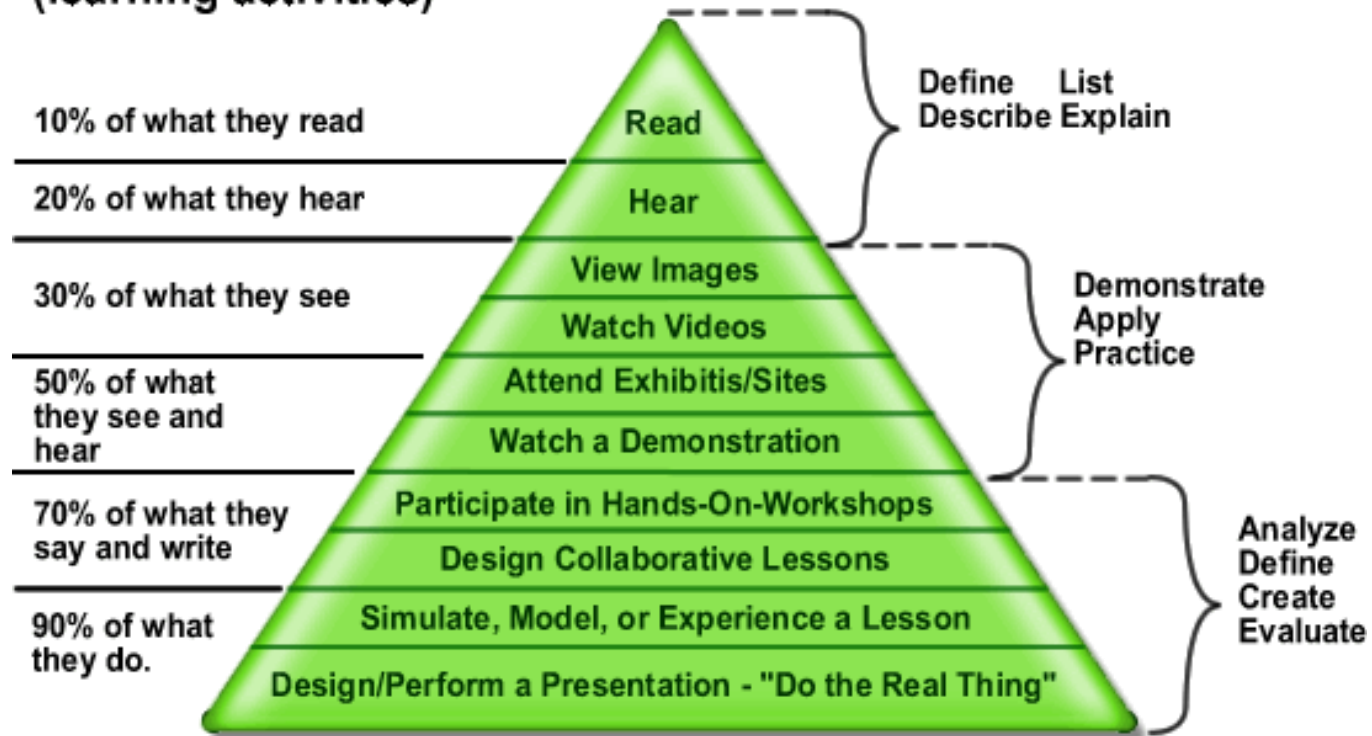 (learning activities)
10% of what they read
20% of what they hear
30% of what they see
50% of what
they see and
hear
70% of what they
say and write
90% of what
they do.
Read
Hear
View Images
Watch Videos
Attend Exhibitis/Sites
Watch a Demonstration
Participate in Hands-On-Workshops
Design Collaborative Lessons
Simulate, Model, or Experience a Lesson
Design/Perform a Presentation - "Do the Real Thing"
Define List
Describe Explain
Demonstrate
Apply
Practice
Analyze
Define
Create
Evaluate